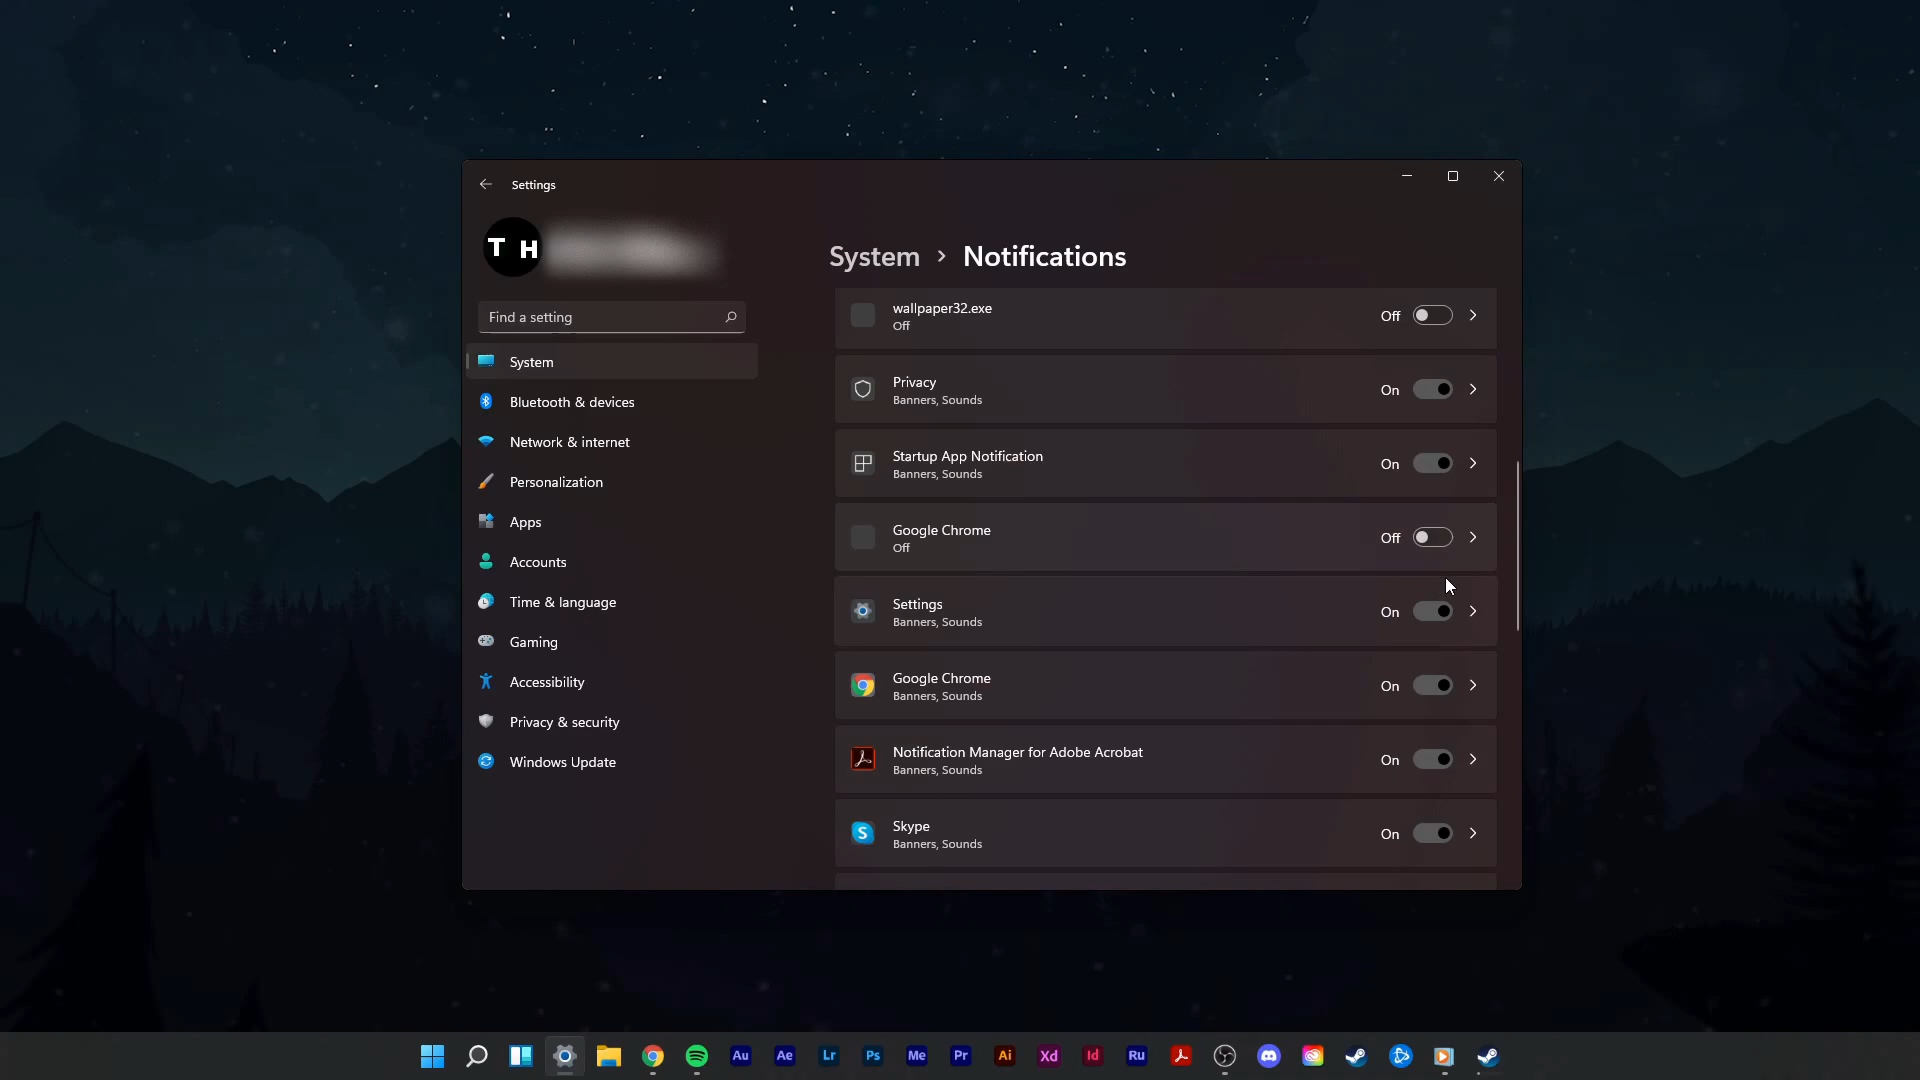 Settings
T H
Find a setting
System
Bluetooth & devices
Network & internet
Personalization
Apps
Accounts
Time & language
Gaming
Accessibility
Privacy & security
Windows Update
System › Notifications
wallpaper32.exe
Off
Off
Privacy
Banners, Sounds
On
Startup App Notification
Banners, Sounds
On
Google Chrome
Off
Off
Settings
Banners, Sounds
On
Google Chrome
Banners, Sounds
On
Notification Manager for Adobe Acrobat
Banners, Sounds
On
Skype
Banners, Sounds
On
Au Ae Lr Ps Me Pr Ai Xd Id Ru